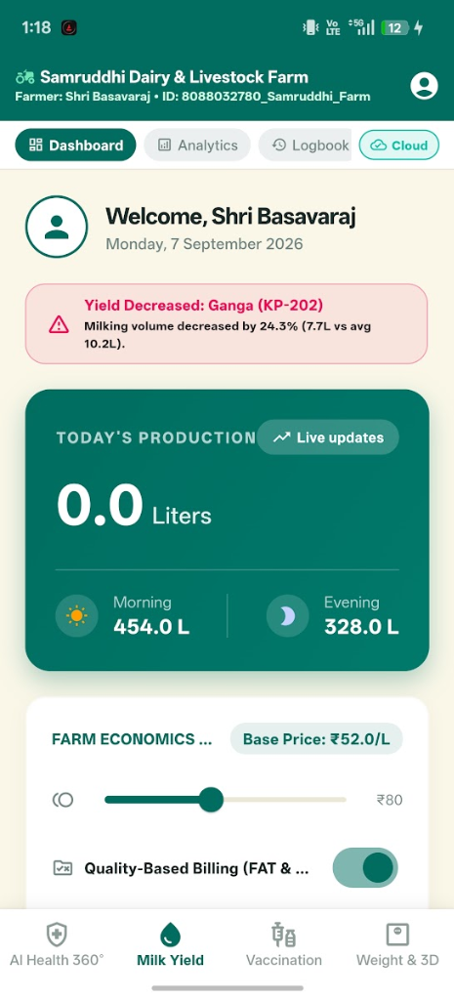 1:18
Vo
LTE
5G
12
Samruddhi Dairy & Livestock Farm
Farmer: Shri Basavaraj • ID: 8088032780_Samruddhi_Farm
Dashboard
Analytics
Logbook
Cloud
Welcome, Shri Basavaraj
Monday, 7 September 2026
Yield Decreased: Ganga (KP-202)
Milking volume decreased by 24.3% (7.7L vs avg
10.2L).
TODAY'S PRODUCTION
Live updates
0.0 Liters
Morning
454.0 L
Evening
328.0 L
FARM ECONOMICS ...
Base Price: ₹52.0/L
₹80
Quality-Based Billing (FAT & ...
AI Health 360°
Milk Yield
Vaccination
Weight & 3D